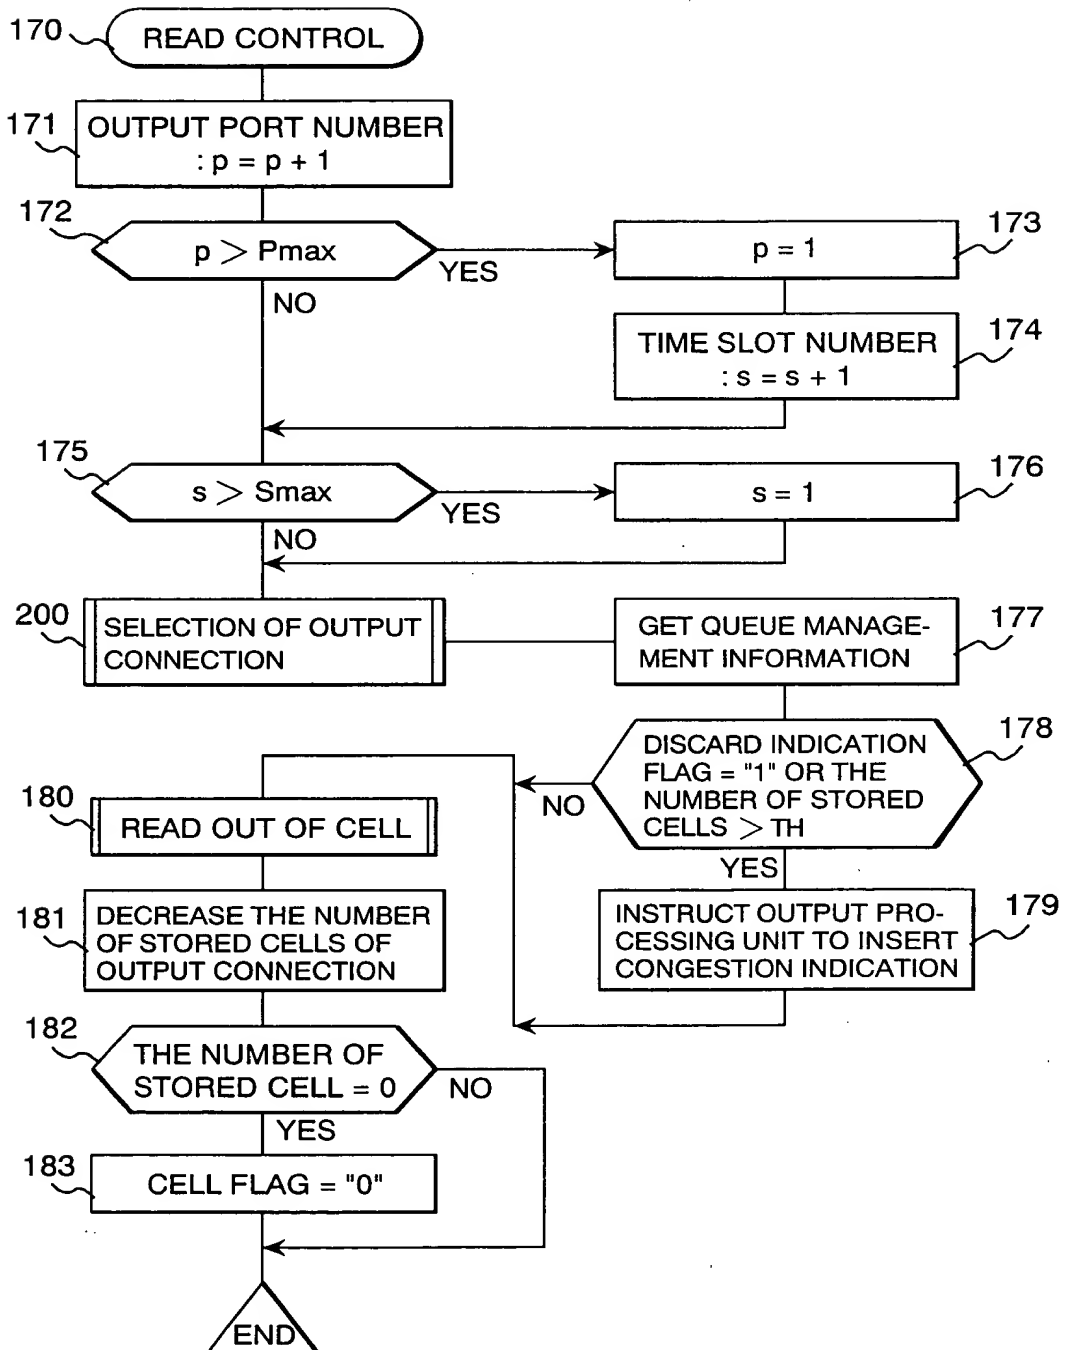 170
READ CONTROL
171
OUTPUT PORT NUMBER
: p = p + 1
172
p > Pmax
YES
NO
173
p = 1
174
TIME SLOT NUMBER
: s = s + 1
175
s > Smax
YES
NO
176
s = 1
200
SELECTION OF OUTPUT
CONNECTION
177
GET QUEUE MANAGE-
MENT INFORMATION
178
DISCARD INDICATION
FLAG = "1" OR THE
NUMBER OF STORED
CELLS > TH
NO
YES
179
INSTRUCT OUTPUT PRO-
CESSING UNIT TO INSERT
CONGESTION INDICATION
180
READ OUT OF CELL
181
DECREASE THE NUMBER
OF STORED CELLS OF
OUTPUT CONNECTION
182
THE NUMBER OF
STORED CELL = 0
NO
YES
183
CELL FLAG = "0"
END